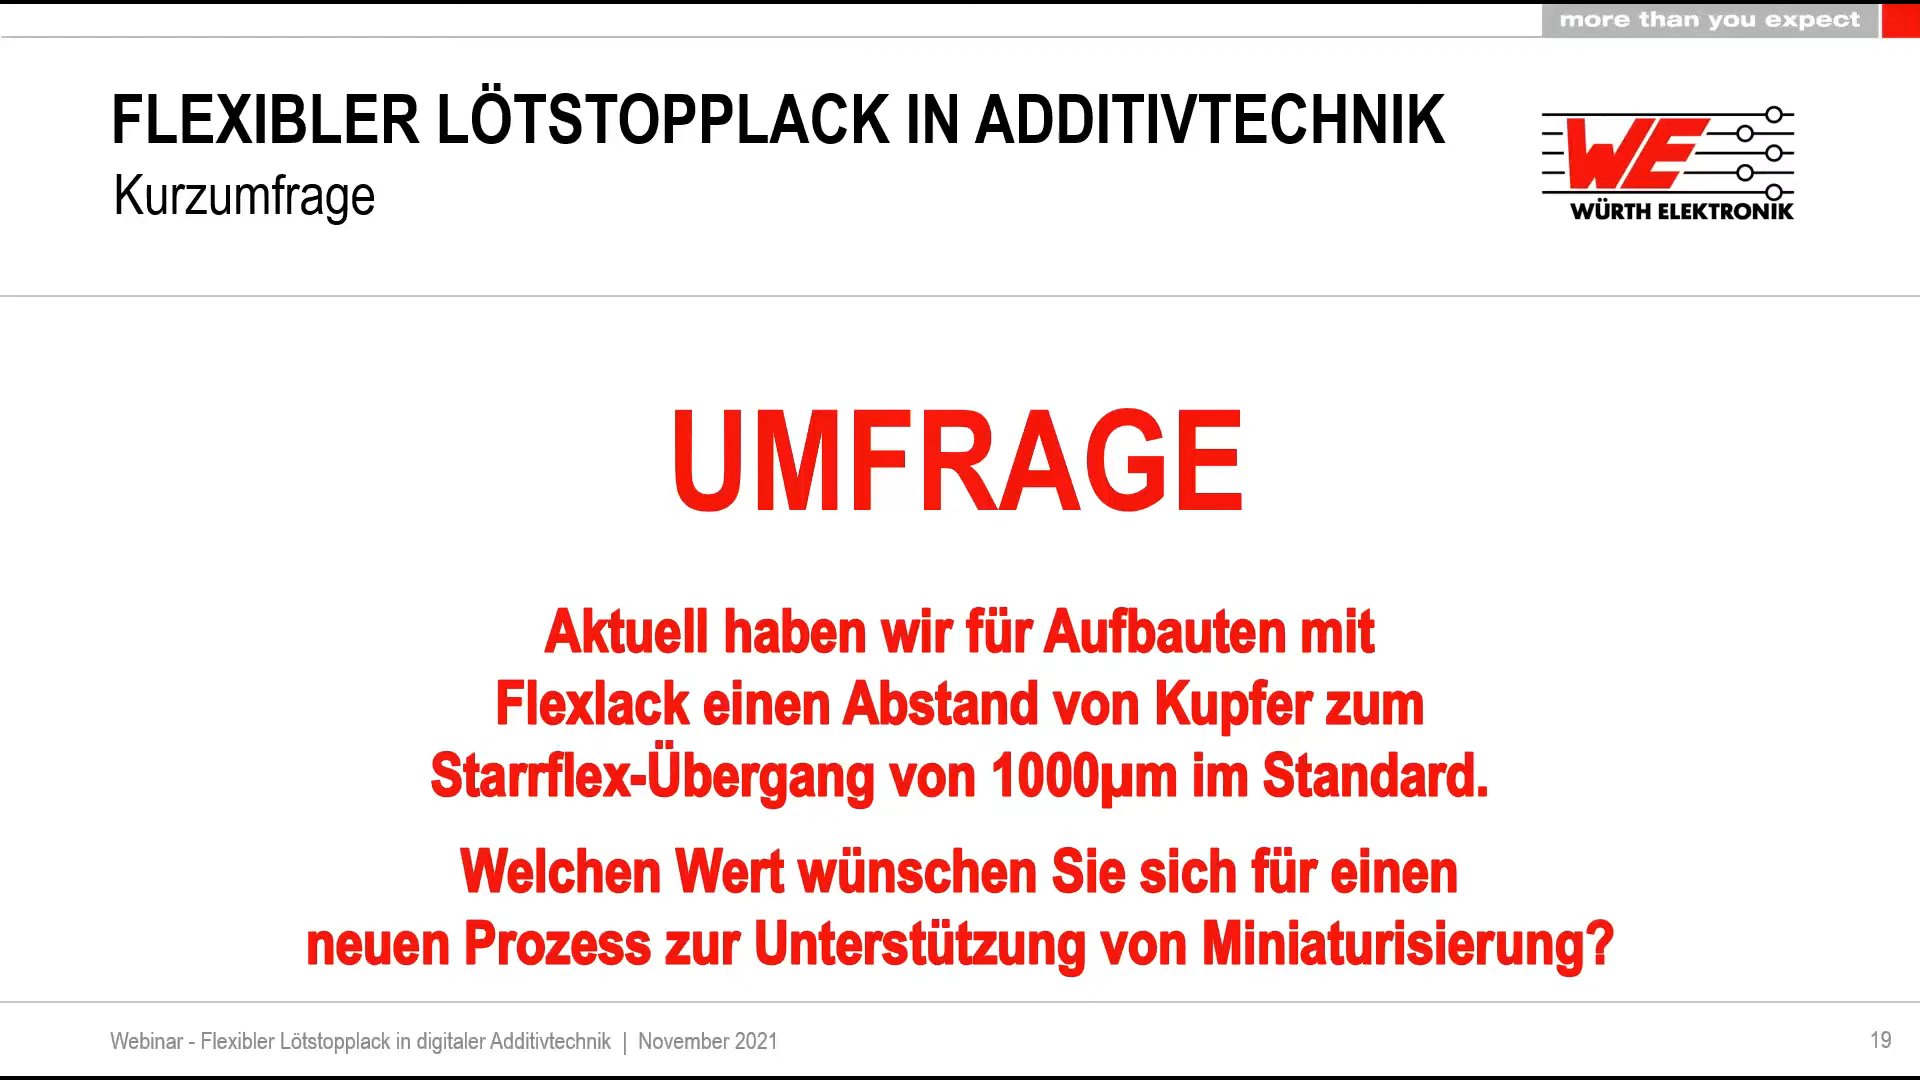 more than you expect
FLEXIBLER LÖTSTOPPLACK IN ADDITIVTECHNIK
Kurzumfrage
WE
WÜRTH ELEKTRONIK
UMFRAGE
Aktuell haben wir für Aufbauten mit
Flexlack einen Abstand von Kupfer zum
Starrflex-Übergang von 1000µm im Standard.
Welchen Wert wünschen Sie sich für einen
neuen Prozess zur Unterstützung von Miniaturisierung?
Webinar - Flexibler Lötstopplack in digitaler Additivtechnik | November 2021
19